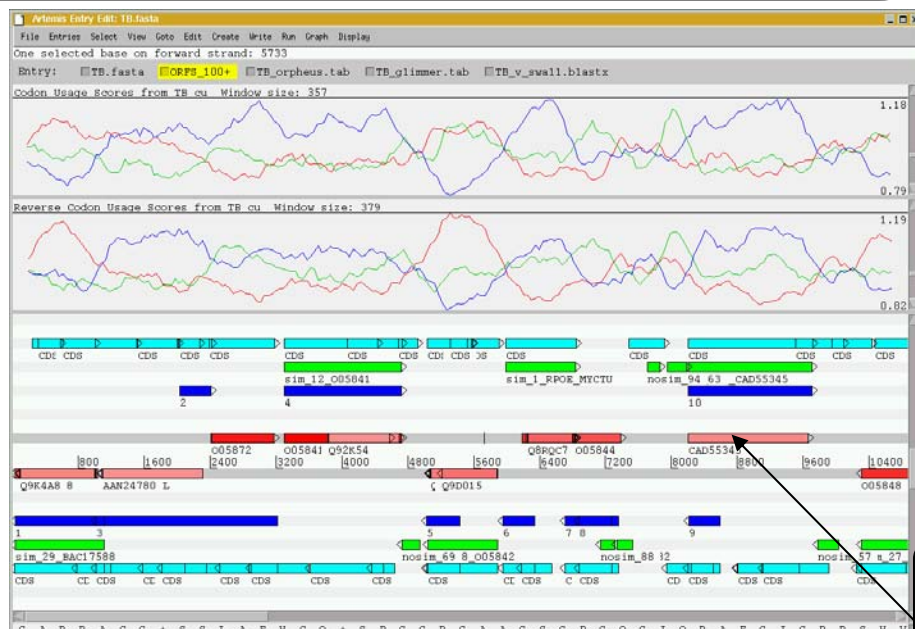 Artemis Entry Edit: TB.fasta
File Entries Select View Goto Edit Create Write Run Graph Display
One selected base on forward strand: 5733
Entry: TB.fasta ORFS_100+ TB_orpheus.tab TB_glimmer.tab TB_v_swall.blastx
Codon Usage Scores from TB cu Window size: 357
1.18
0.79
Reverse Codon Usage Scores from TB cu Window size: 379
1.19
0.82
CDS CDS CDS CDS CDS CDS CDS CDS CDS CDS CDS CDS CDS CDS CDS
sim_12_O05841 sim_1_RPOE_MYCTU nosim_94 63 _CAD55345
2 4 10
O05872 O05841 Q92K54 Q8RQC7 O05844 CAD55345
800 1600 2400 3200 4000 4800 5600 6400 7200 8000 8800 9600 10400
Q9K4A8 8 AAN24780 L Q9D015 O05848
1 3 5 6 7 8 9
sim_29_BAC17588 nosim_69 8_O05842 nosim_88 nosim_57
CDS CDS CDS CDS CDS CDS CDS CDS CDS CDS CDS CDS CDS CDS CDS